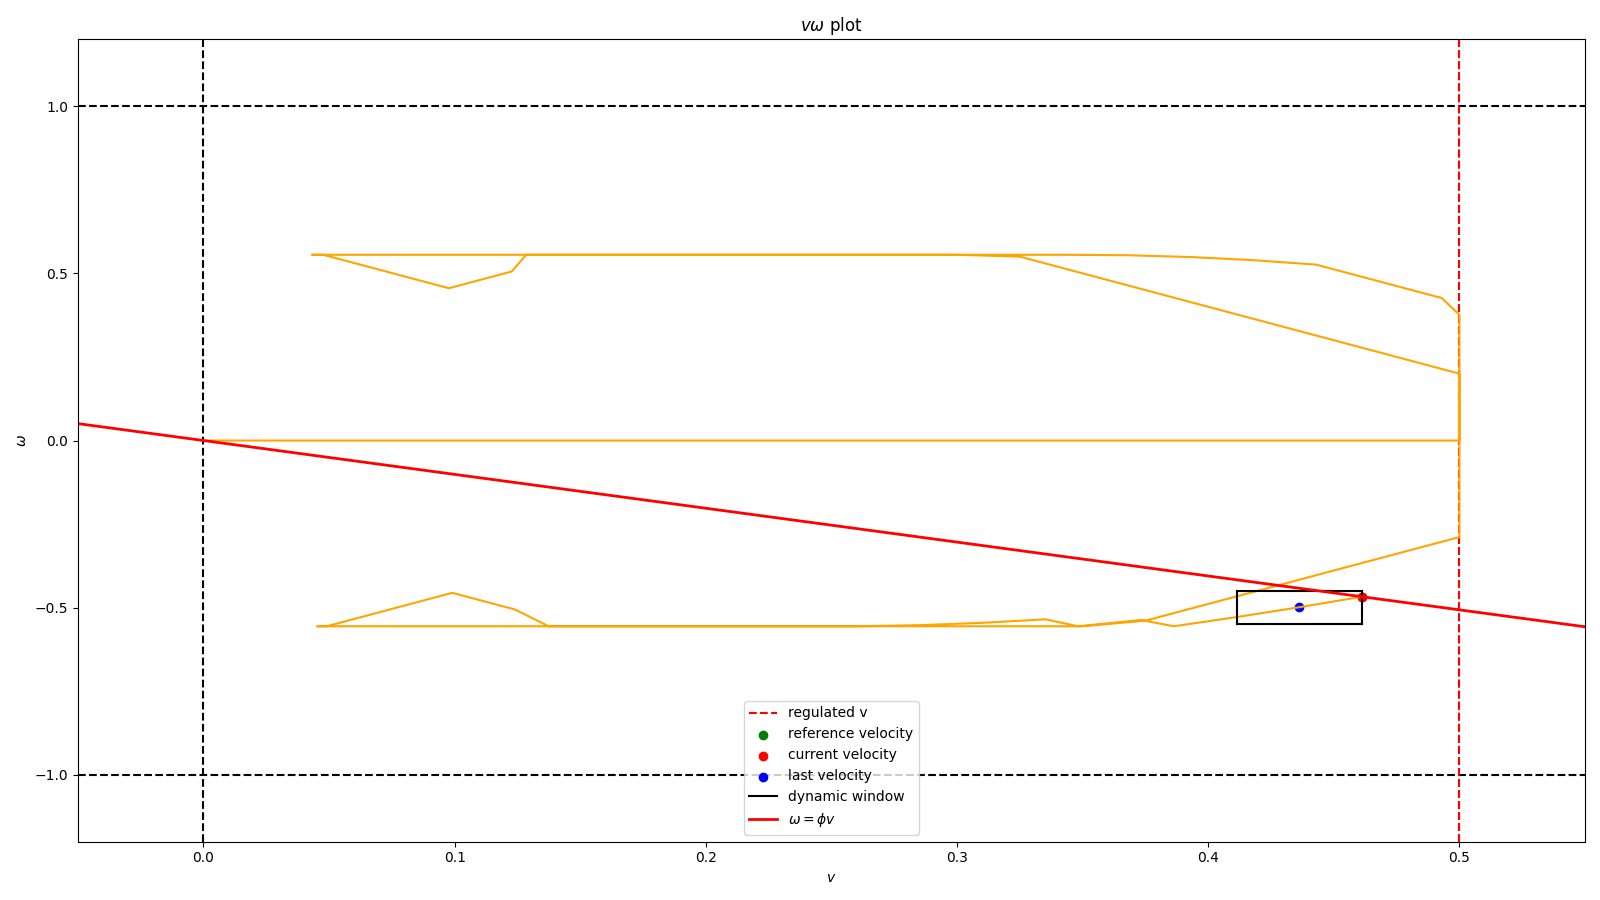 vω plot
1.0
0.5
0.0
−0.5
−1.0
ω
regulated v
reference velocity
current velocity
last velocity
dynamic window
ω = ϕv
0.0 0.1 0.2 0.3 0.4 0.5
v